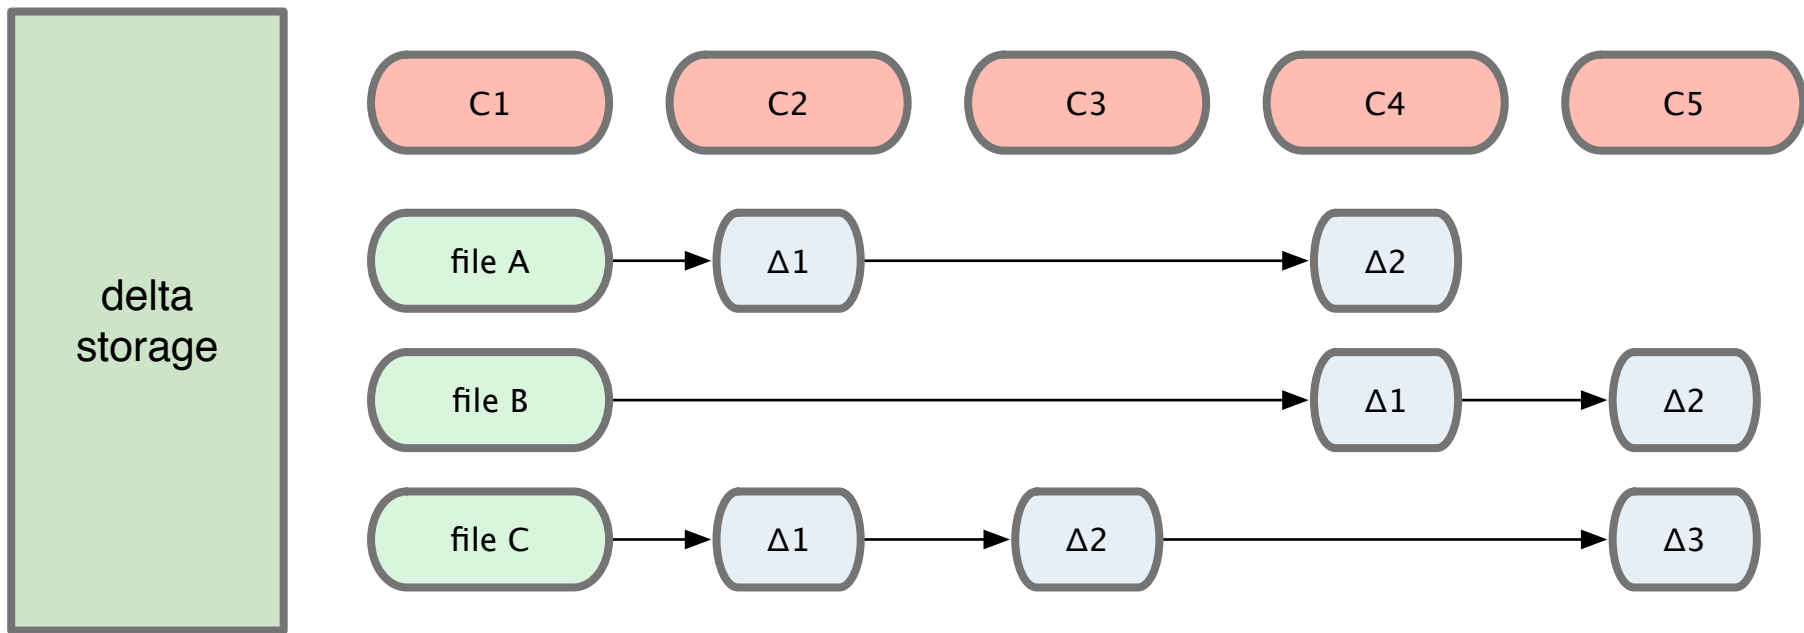 delta
storage
C1 C2 C3 C4 C5
file A Δ1 Δ2
file B Δ1 Δ2
file C Δ1 Δ2 Δ3